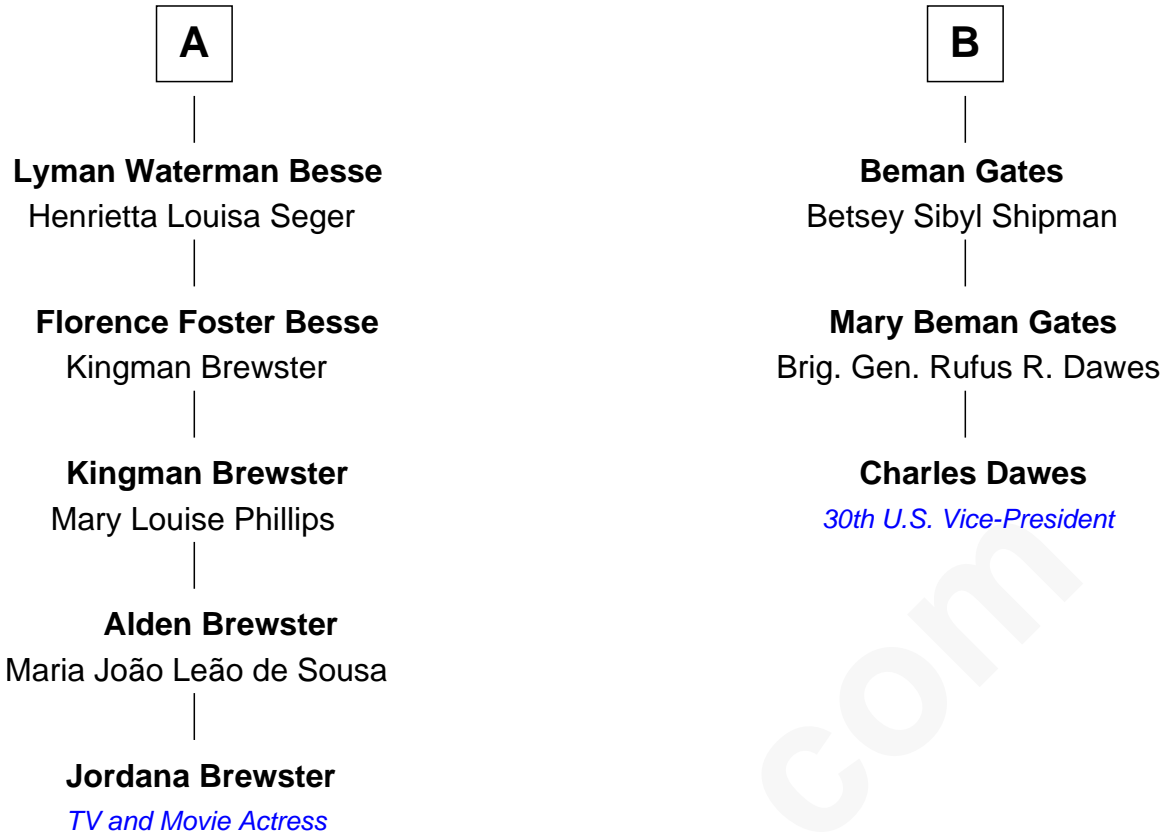 A
Lyman Waterman Besse
Henrietta Louisa Seger
Florence Foster Besse
Kingman Brewster
Kingman Brewster
Mary Louise Phillips
Alden Brewster
Maria João Leão de Sousa
Jordana Brewster
TV and Movie Actress
B
Beman Gates
Betsey Sibyl Shipman
Mary Beman Gates
Brig. Gen. Rufus R. Dawes
Charles Dawes
30th U.S. Vice-President
com